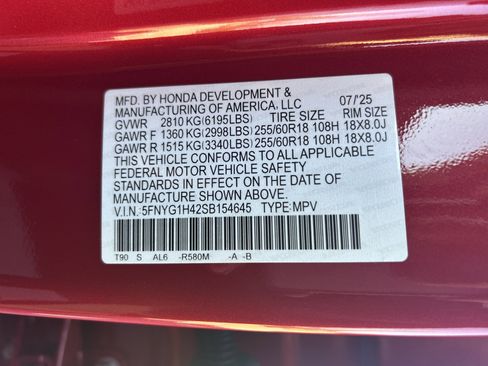 MFD. BY HONDA DEVELOPMENT & 07/'25
MANUFACTURING OF AMERICA, LLC
GVWR 2810 KG(6195LBS) TIRE SIZE RIM SIZE
GAWR F 1360 KG(2998LBS) 255/60R18 108H 18X8.0J
GAWR R 1515 KG(3340LBS) 255/60R18 108H 18X8.0J
THIS VEHICLE CONFORMS TO ALL APPLICABLE
FEDERAL MOTOR VEHICLE SAFETY
STANDARDS IN EFFECT ON THE DATE OF
MANUFACTURE SHOWN ABOVE.
V.I.N.:5FNYG1H42SB154645 TYPE:MPV
T90 S AL6 -R580M -A -B